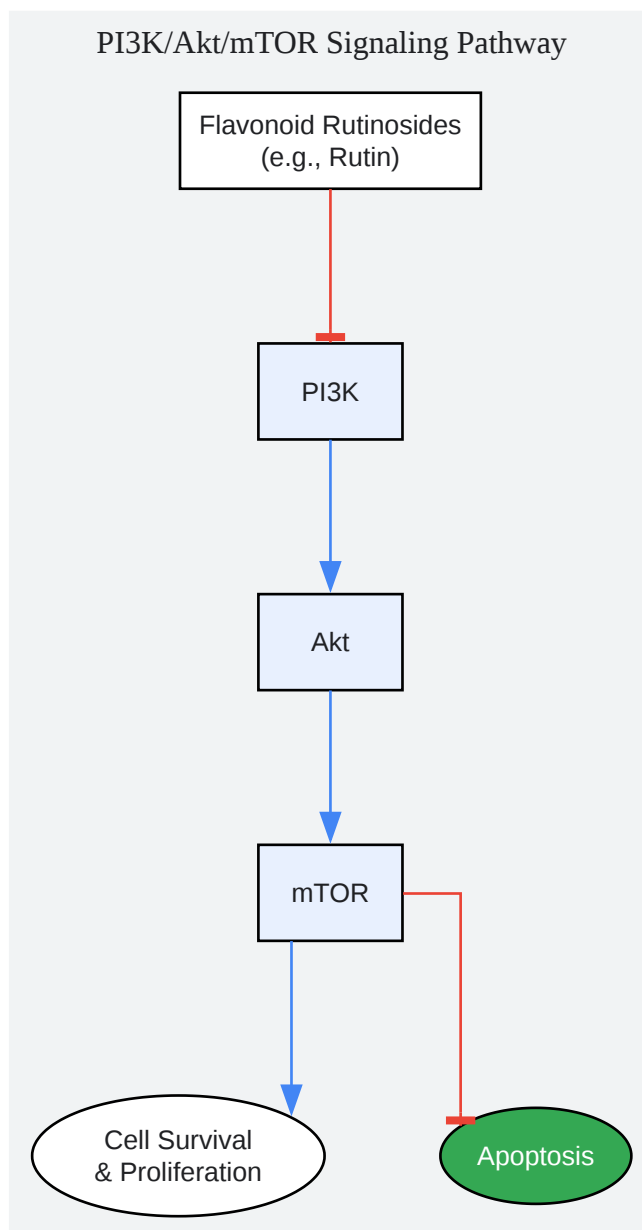 PI3K/Akt/mTOR Signaling Pathway
Flavonoid Rutinosides
(e.g., Rutin)
PI3K
Akt
mTOR
Cell Survival
& Proliferation
Apoptosis